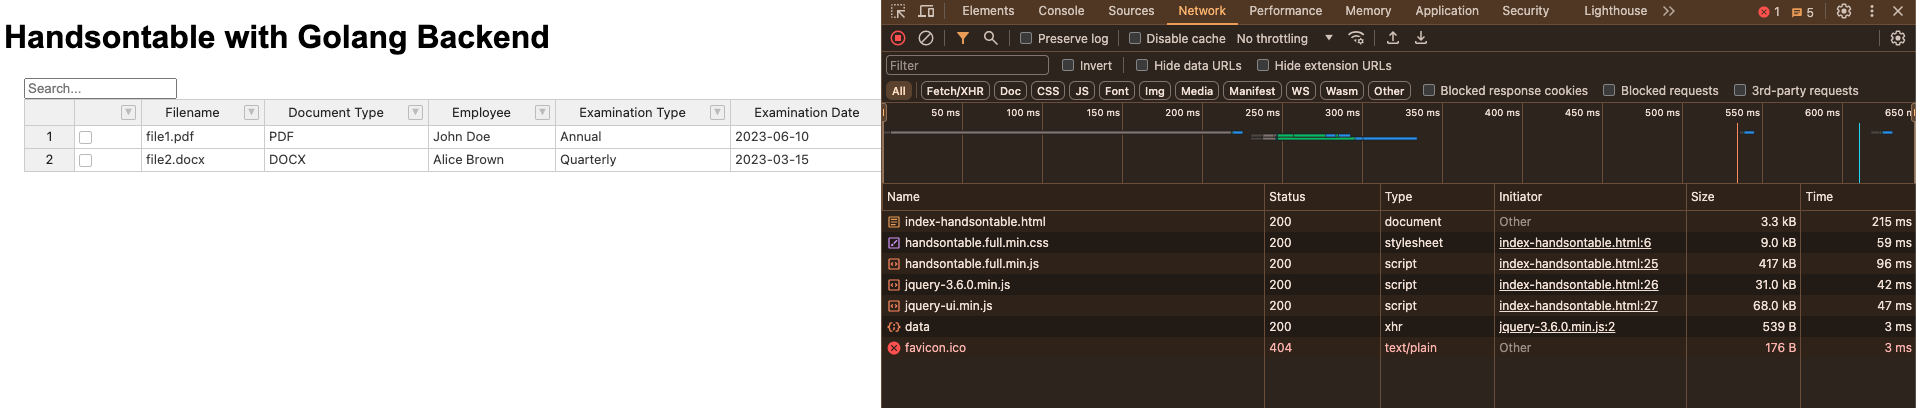 Handsontable with Golang Backend
Search...
Filename Document Type Employee Examination Type Examination Date
1 file1.pdf PDF John Doe Annual 2023-06-10
2 file2.docx DOCX Alice Brown Quarterly 2023-03-15
Elements Console Sources Network Performance Memory Application Security Lighthouse 1 5
Preserve log Disable cache No throttling
Filter Invert Hide data URLs Hide extension URLs
All Fetch/XHR Doc CSS JS Font Img Media Manifest WS Wasm Other Blocked response cookies Blocked requests 3rd-party requests
50 ms 100 ms 150 ms 200 ms 250 ms 300 ms 350 ms 400 ms 450 ms 500 ms 550 ms 600 ms 650 m
Name Status Type Initiator Size Time
index-handsontable.html 200 document Other 3.3 kB 215 ms
handsontable.full.min.css 200 stylesheet index-handsontable.html:6 9.0 kB 59 ms
handsontable.full.min.js 200 script index-handsontable.html:25 417 kB 96 ms
jquery-3.6.0.min.js 200 script index-handsontable.html:26 31.0 kB 42 ms
jquery-ui.min.js 200 script index-handsontable.html:27 68.0 kB 47 ms
data 200 xhr jquery-3.6.0.min.js:2 539 B 3 ms
favicon.ico 404 text/plain Other 176 B 3 ms